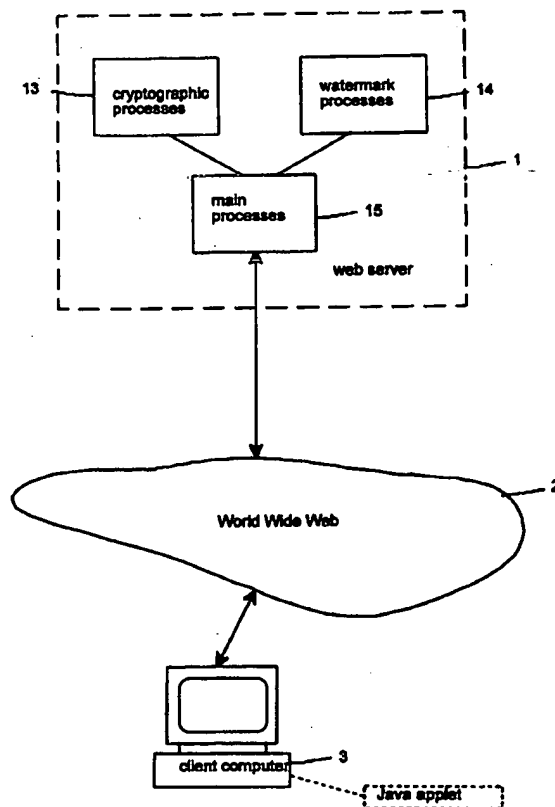 13
cryptographic
processes
watermark
processes
14
1
main
processes
15
web server
2
World Wide Web
client computer
3
Java applet